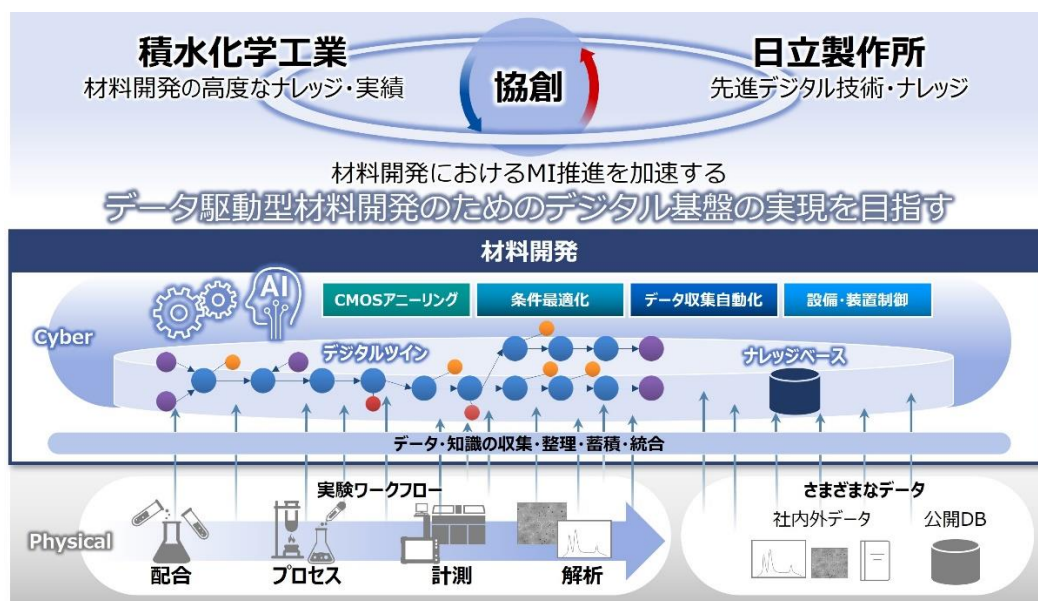 積水化学工業
材料開発の高度なナレッジ・実績
協創
日立製作所
先進デジタル技術・ナレッジ
材料開発におけるMI推進を加速する
データ駆動型材料開発のためのデジタル基盤の実現を目指す
材料開発
Cyber
AI
CMOSアニーリング
条件最適化
データ収集自動化
設備・装置制御
デジタルツイン
ナレッジベース
データ・知識の収集・整理・蓄積・統合
Physical
実験ワークフロー
配合
プロセス
計測
解析
さまざまなデータ
社内外データ
公開DB